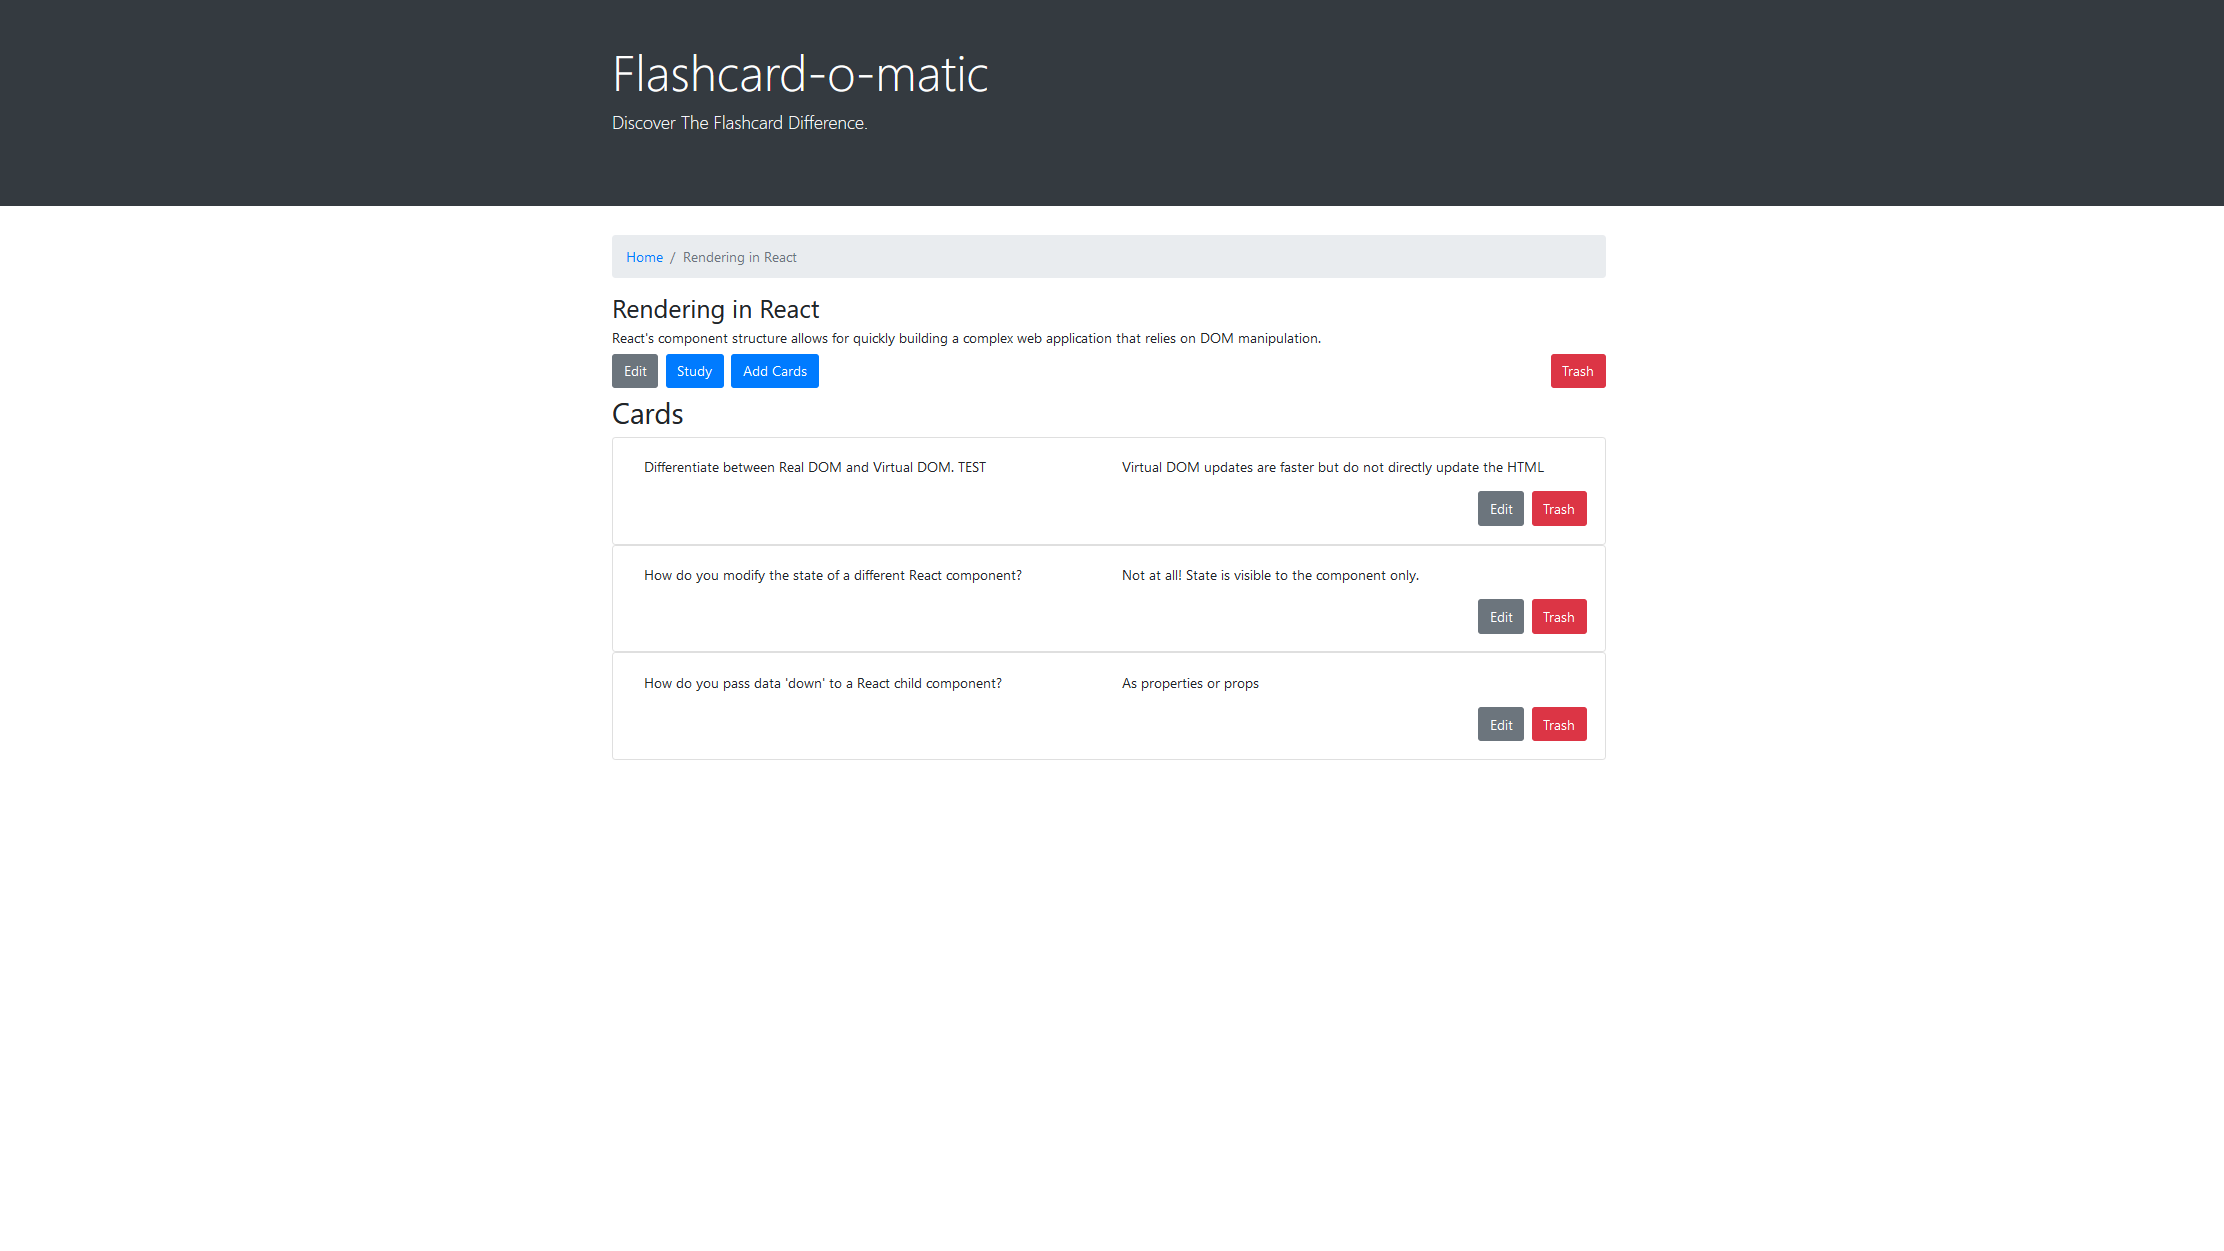 Flashcard-o-matic
Discover The Flashcard Difference.
Home / Rendering in React
Rendering in React
React's component structure allows for quickly building a complex web application that relies on DOM manipulation.
Edit Study Add Cards Trash
Cards
Differentiate between Real DOM and Virtual DOM. TEST Virtual DOM updates are faster but do not directly update the HTML
Edit Trash
How do you modify the state of a different React component? Not at all! State is visible to the component only.
Edit Trash
How do you pass data 'down' to a React child component? As properties or props
Edit Trash